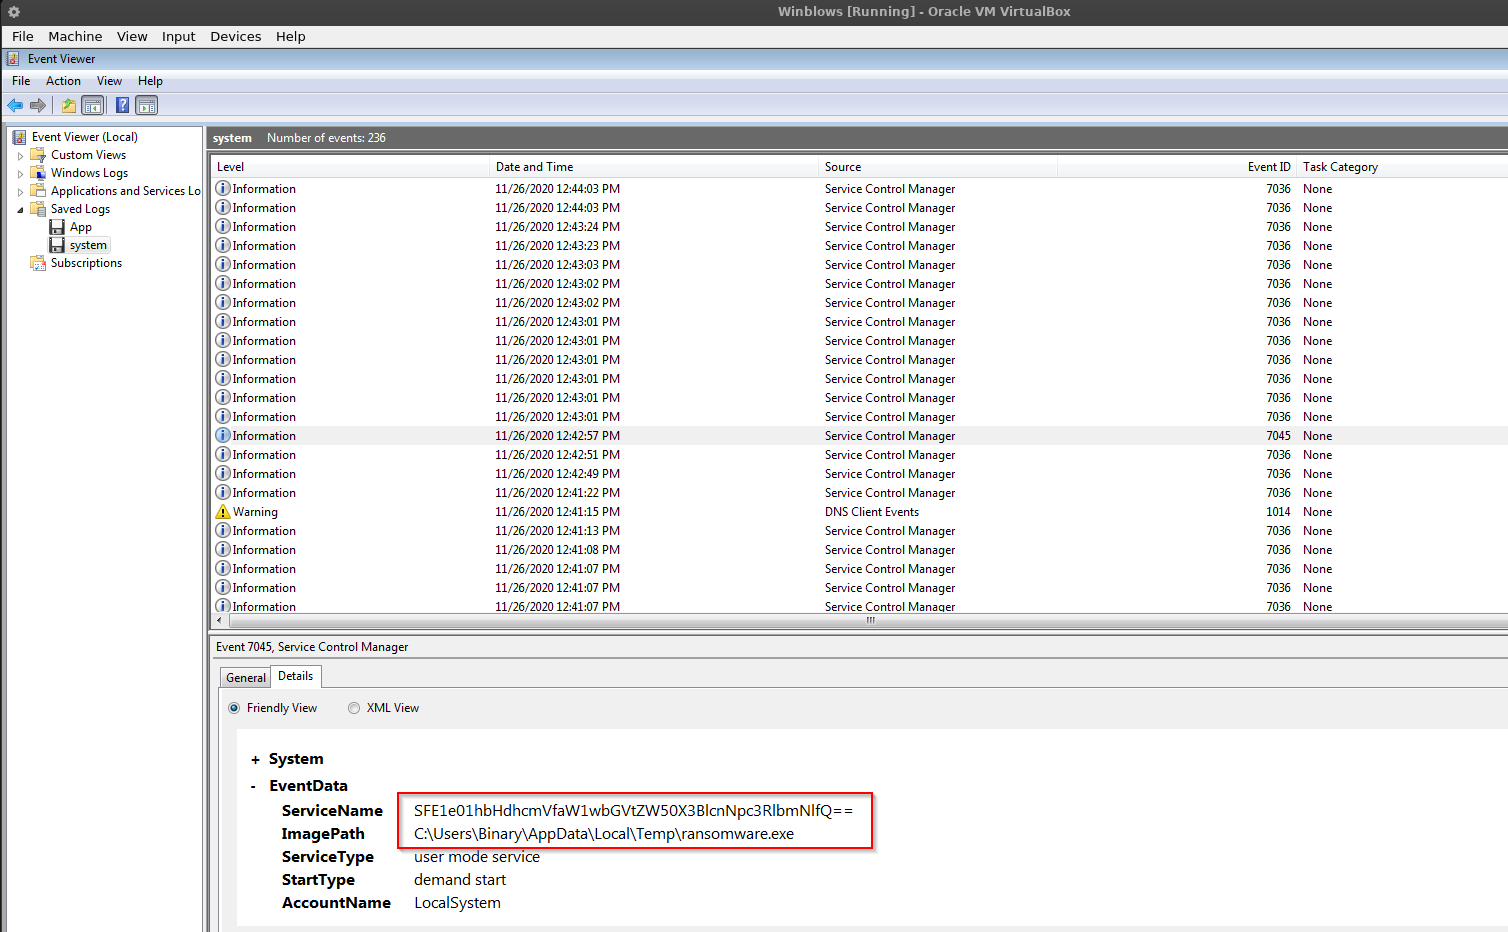 Winblows [Running] - Oracle VM VirtualBox
File Machine View Input Devices Help
Event Viewer
File Action View Help
Event Viewer (Local)
Custom Views
Windows Logs
Applications and Services Lo
Saved Logs
App
system
Subscriptions
system Number of events: 236
Level Date and Time Source Event ID Task Category
Information 11/26/2020 12:44:03 PM Service Control Manager 7036 None
Information 11/26/2020 12:44:03 PM Service Control Manager 7036 None
Information 11/26/2020 12:43:24 PM Service Control Manager 7036 None
Information 11/26/2020 12:43:23 PM Service Control Manager 7036 None
Information 11/26/2020 12:43:03 PM Service Control Manager 7036 None
Information 11/26/2020 12:43:02 PM Service Control Manager 7036 None
Information 11/26/2020 12:43:02 PM Service Control Manager 7036 None
Information 11/26/2020 12:43:01 PM Service Control Manager 7036 None
Information 11/26/2020 12:43:01 PM Service Control Manager 7036 None
Information 11/26/2020 12:43:01 PM Service Control Manager 7036 None
Information 11/26/2020 12:43:01 PM Service Control Manager 7036 None
Information 11/26/2020 12:43:01 PM Service Control Manager 7036 None
Information 11/26/2020 12:43:01 PM Service Control Manager 7036 None
Information 11/26/2020 12:42:57 PM Service Control Manager 7045 None
Information 11/26/2020 12:42:51 PM Service Control Manager 7036 None
Information 11/26/2020 12:42:49 PM Service Control Manager 7036 None
Information 11/26/2020 12:41:22 PM Service Control Manager 7036 None
Warning 11/26/2020 12:41:15 PM DNS Client Events 1014 None
Information 11/26/2020 12:41:13 PM Service Control Manager 7036 None
Information 11/26/2020 12:41:08 PM Service Control Manager 7036 None
Information 11/26/2020 12:41:07 PM Service Control Manager 7036 None
Information 11/26/2020 12:41:07 PM Service Control Manager 7036 None
Information 11/26/2020 12:41:07 PM Service Control Manager 7036 None
Event 7045, Service Control Manager
General Details
Friendly View XML View
+ System
- EventData
ServiceName SFE1e01hbHdhcmVfaW1wbGVtZW50X3BlcnNpc3RlbmNlfQ==
ImagePath C:\Users\Binary\AppData\Local\Temp\ransomware.exe
ServiceType user mode service
StartType demand start
AccountName LocalSystem